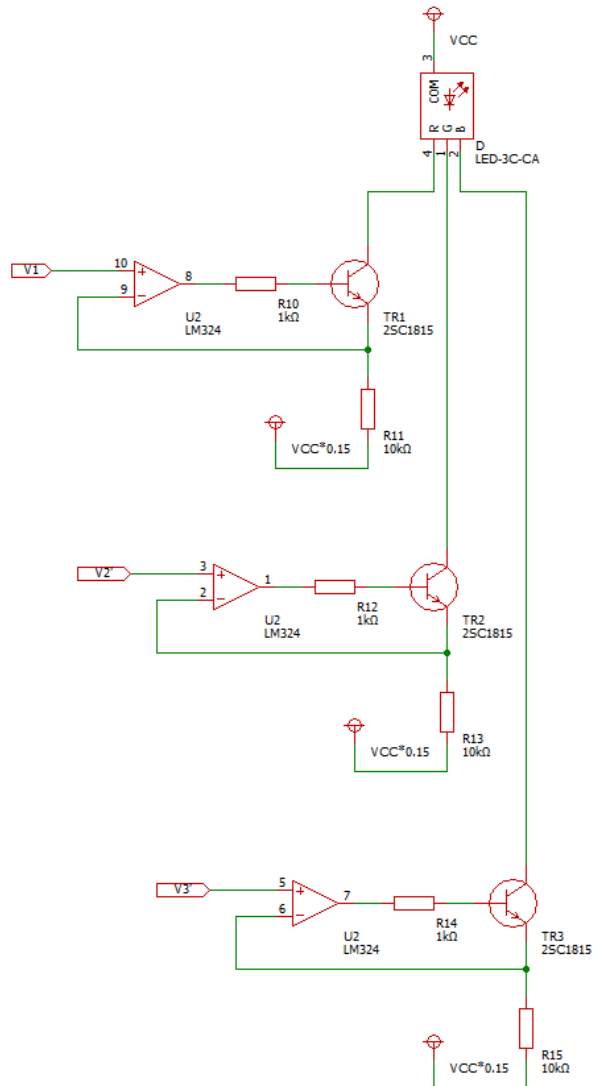 VCC
3
COM
R
G
B
4
1
2
D
LED-3C-CA
V1
10
9
+
−
8
U2
LM324
R10
1kΩ
TR1
2SC1815
R11
10kΩ
VCC*0.15
V2'
3
2
+
−
1
U2
LM324
R12
1kΩ
TR2
2SC1815
R13
10kΩ
VCC*0.15
V3'
5
6
+
−
7
U2
LM324
R14
1kΩ
TR3
2SC1815
R15
10kΩ
VCC*0.15